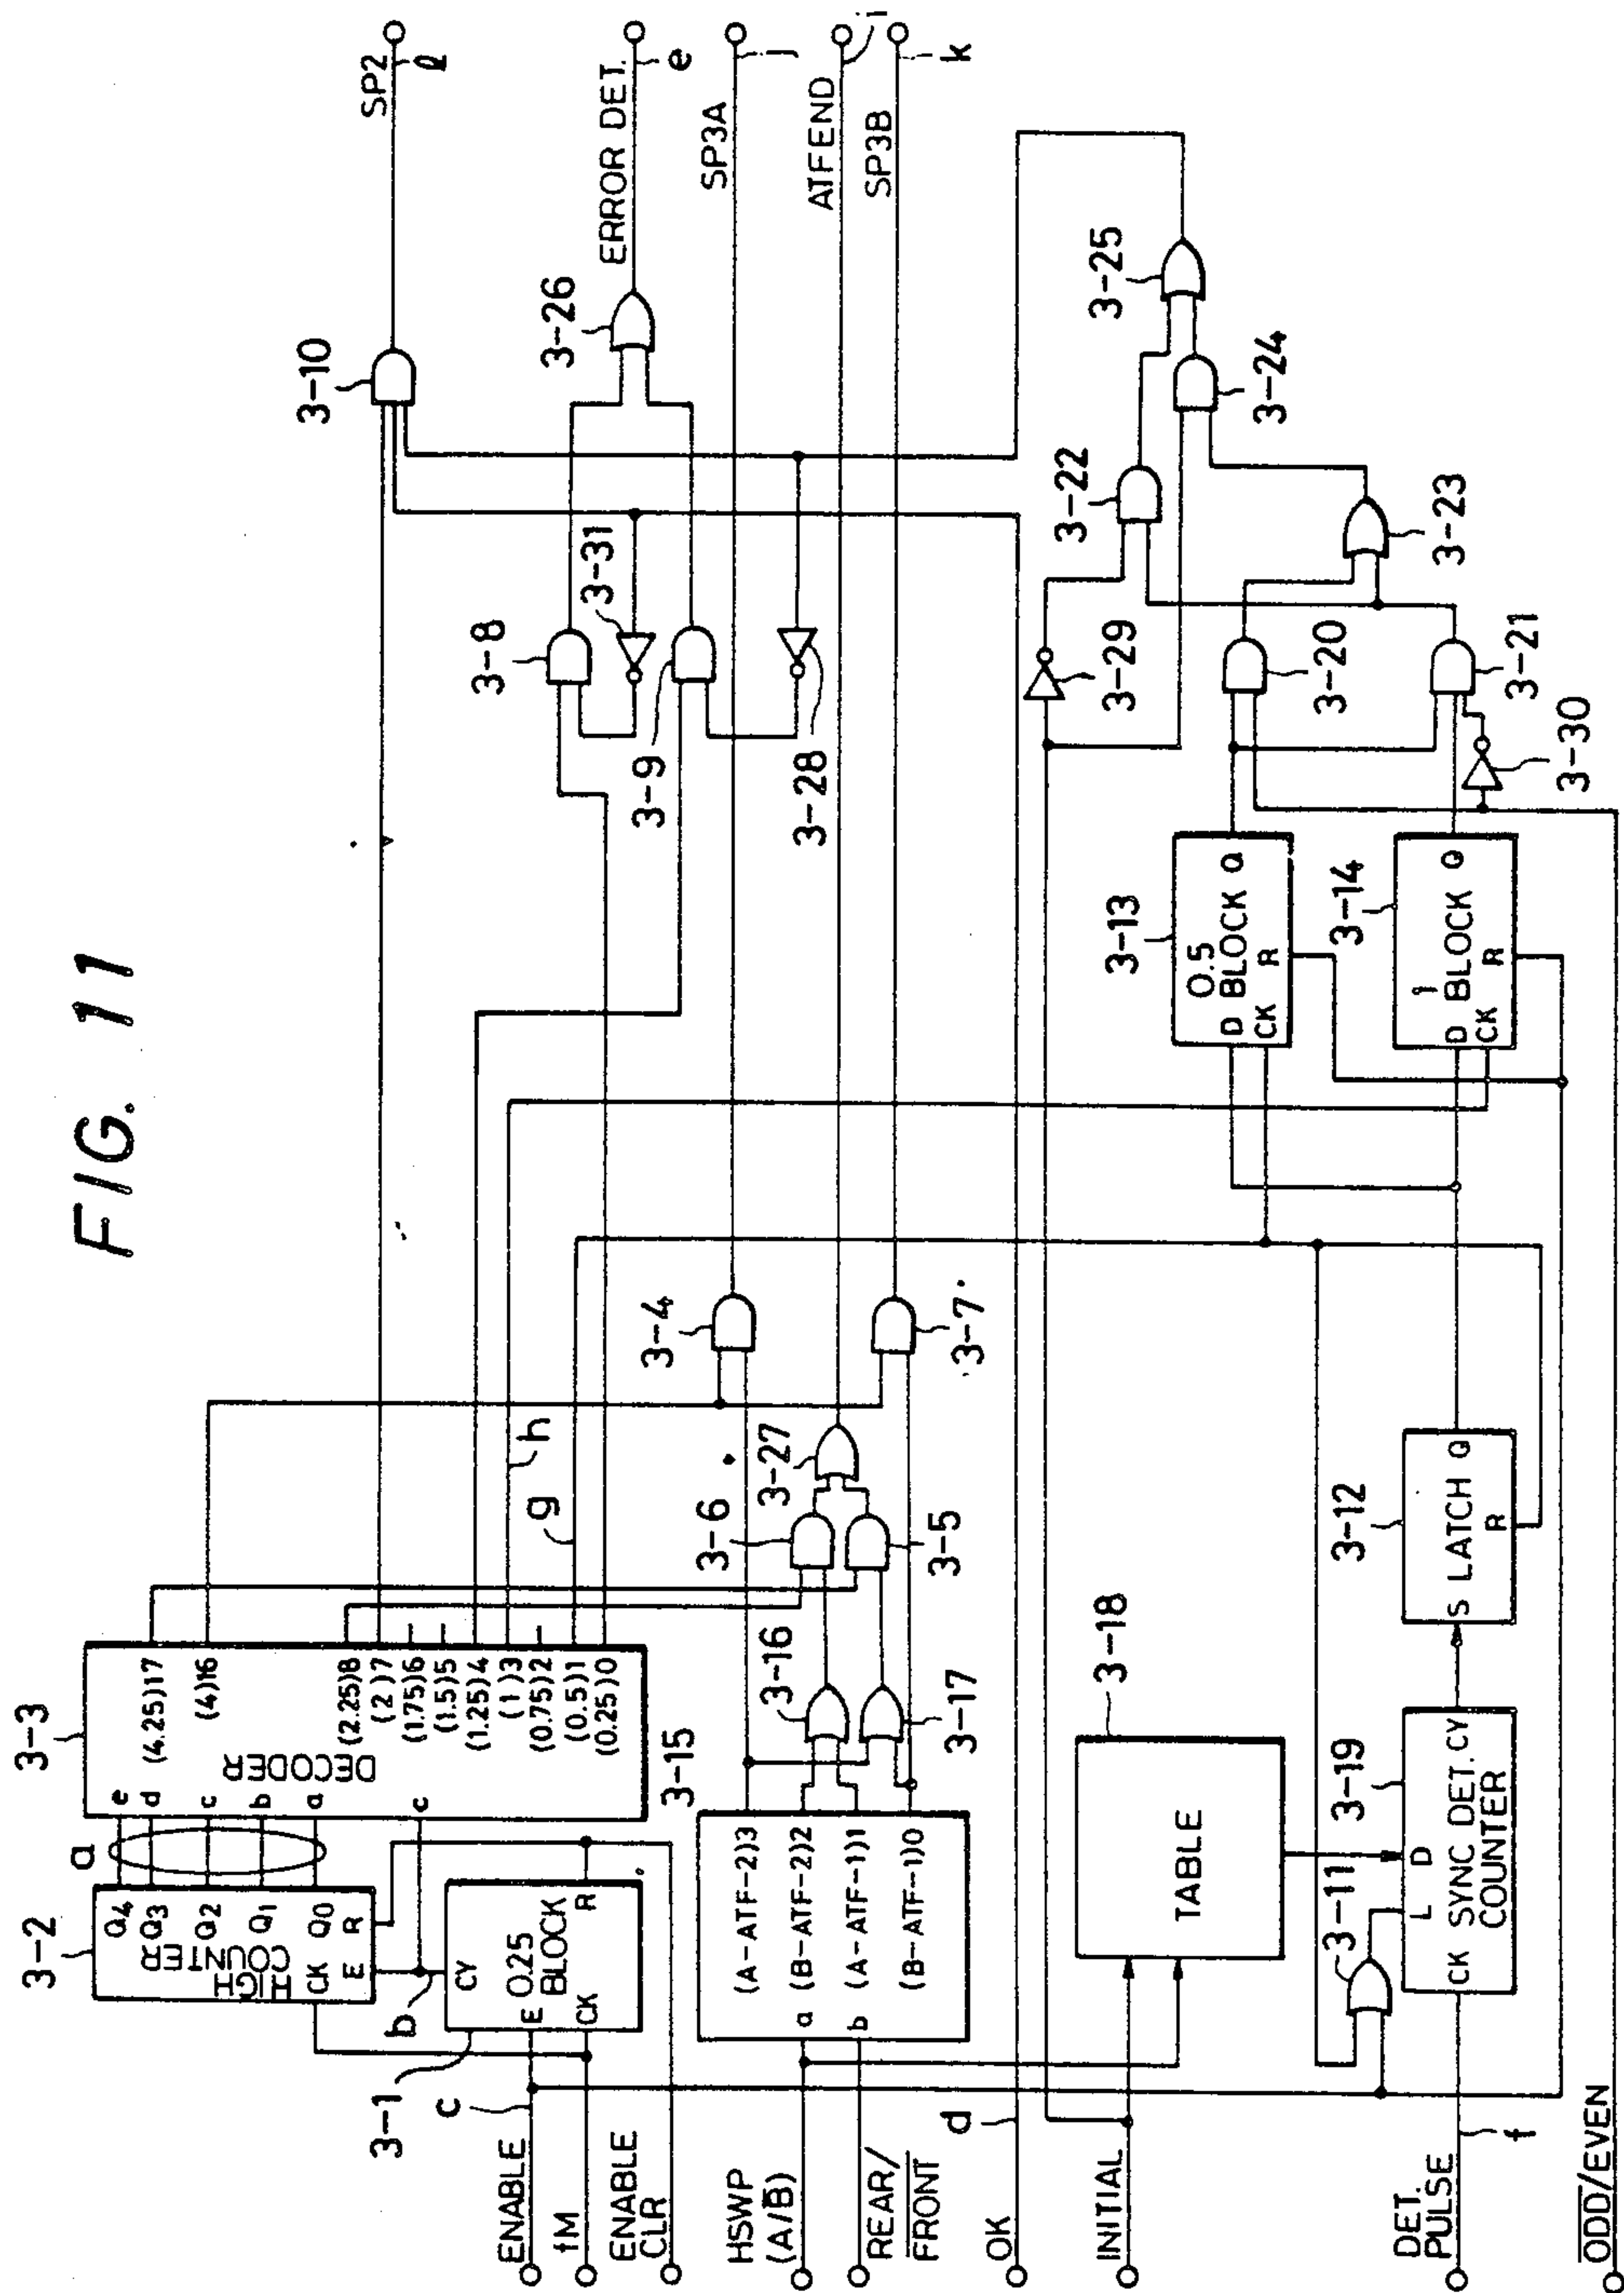 FIG. 11
3-3
3-2
a
HIGH COUNTER
Q4
Q3
Q2
Q1
Q0
CK
E
R
e
d
c
b
a
c
DECODER
(4.25)17
(4)16
(2.25)8
(2 )7
(1.75)6
(1.5)5
(1.25)4
(1 )3
(0.75)2
(0.5)1
(0.25)0
b
3-1
CY
0.25
BLOCK
E
CK
R
c
ENABLE
fM
ENABLE
CLR
g
h
3-10
SP2
l
3-8
3-31
3-9
3-28
3-26
ERROR DET.
e
3-15
(A-ATF-2)3
(B-ATF-2)2
(A-ATF-1)1
(B-ATF-1)0
a
b
HSWP
(A/B)
REAR/
FRONT
3-16
3-17
3-6
3-5
3-27
3-4
3-7
SP3A
j
ATFEND
i
SP3B
k
OK
d
INITIAL
3-18
TABLE
3-11
3-19
L
D
CK SYNC DET. CY
COUNTER
DET.
PULSE
f
ODD/EVEN
3-12
S LATCH Q
R
3-13
0.5
D BLOCK Q
CK
R
3-14
1
D BLOCK Q
CK
R
3-29
3-20
3-21
3-30
3-22
3-23
3-24
3-25